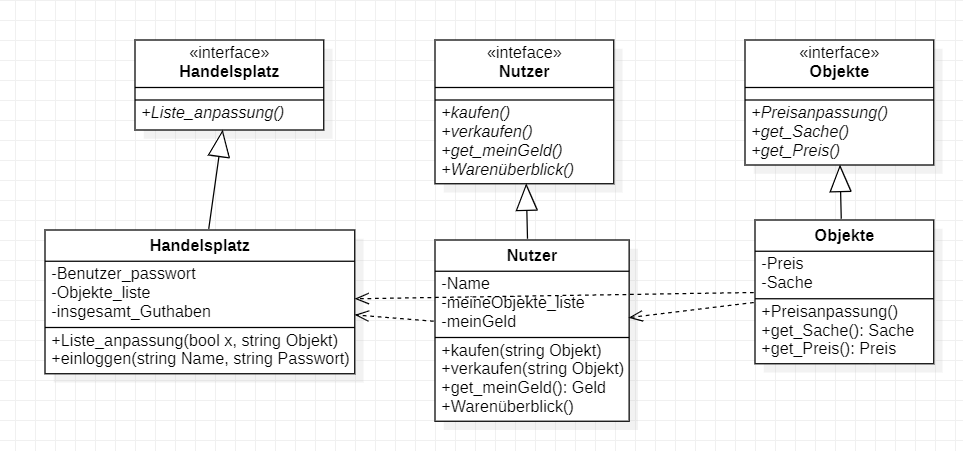 «interface»
Handelsplatz
+Liste_anpassung()
«inteface»
Nutzer
+kaufen()
+verkaufen()
+get_meinGeld()
+Warenüberblick()
«interface»
Objekte
+Preisanpassung()
+get_Sache()
+get_Preis()
Handelsplatz
-Benutzer_passwort
-Objekte_liste
-insgesamt_Guthaben
+Liste_anpassung(bool x, string Objekt)
+einloggen(string Name, string Passwort)
Nutzer
-Name
-meineObjekte_liste
-meinGeld
+kaufen(string Objekt)
+verkaufen(string Objekt)
+get_meinGeld(): Geld
+Warenüberblick()
Objekte
-Preis
-Sache
+Preisanpassung()
+get_Sache(): Sache
+get_Preis(): Preis